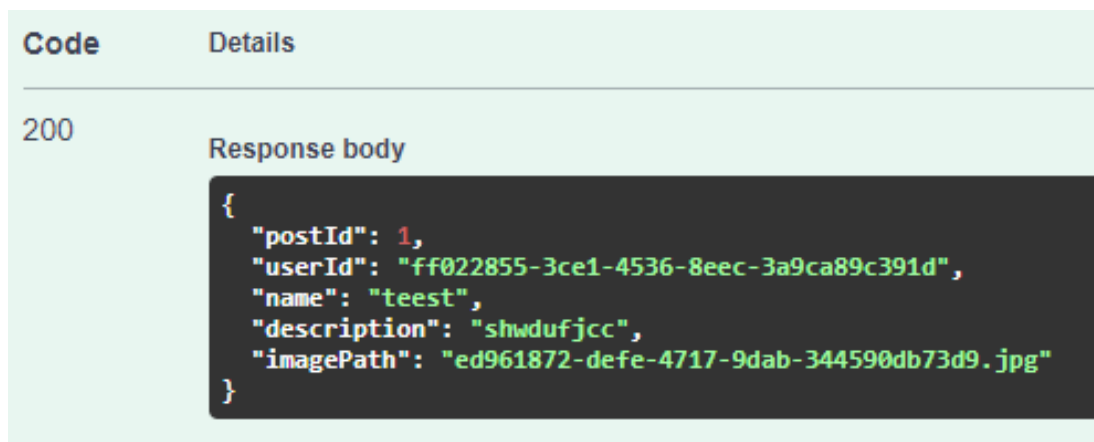 Code Details
200
Response body
{
"postId": 1,
"userId": "ff022855-3ce1-4536-8eec-3a9ca89c391d",
"name": "teest",
"description": "shwdufjcc",
"imagePath": "ed961872-defe-4717-9dab-344590db73d9.jpg"
}